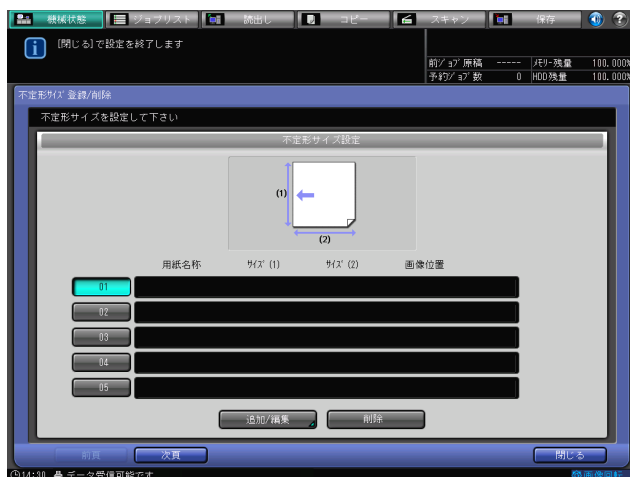 機械状態 ジョブリスト 読出し コピー スキャン 保存
[閉じる]で設定を終了します
前ジョブ原稿 ----- メモリー残量 100.000%
予約ジョブ数 0 HDD残量 100.000%
不定形サイズ登録/削除
不定形サイズを設定して下さい
不定形サイズ設定
(1)
(2)
用紙名称 サイズ(1) サイズ(2) 画像位置
01
02
03
04
05
追加/編集 削除
前頁 次頁 閉じる
14:30 データ受信可能です 画像回転